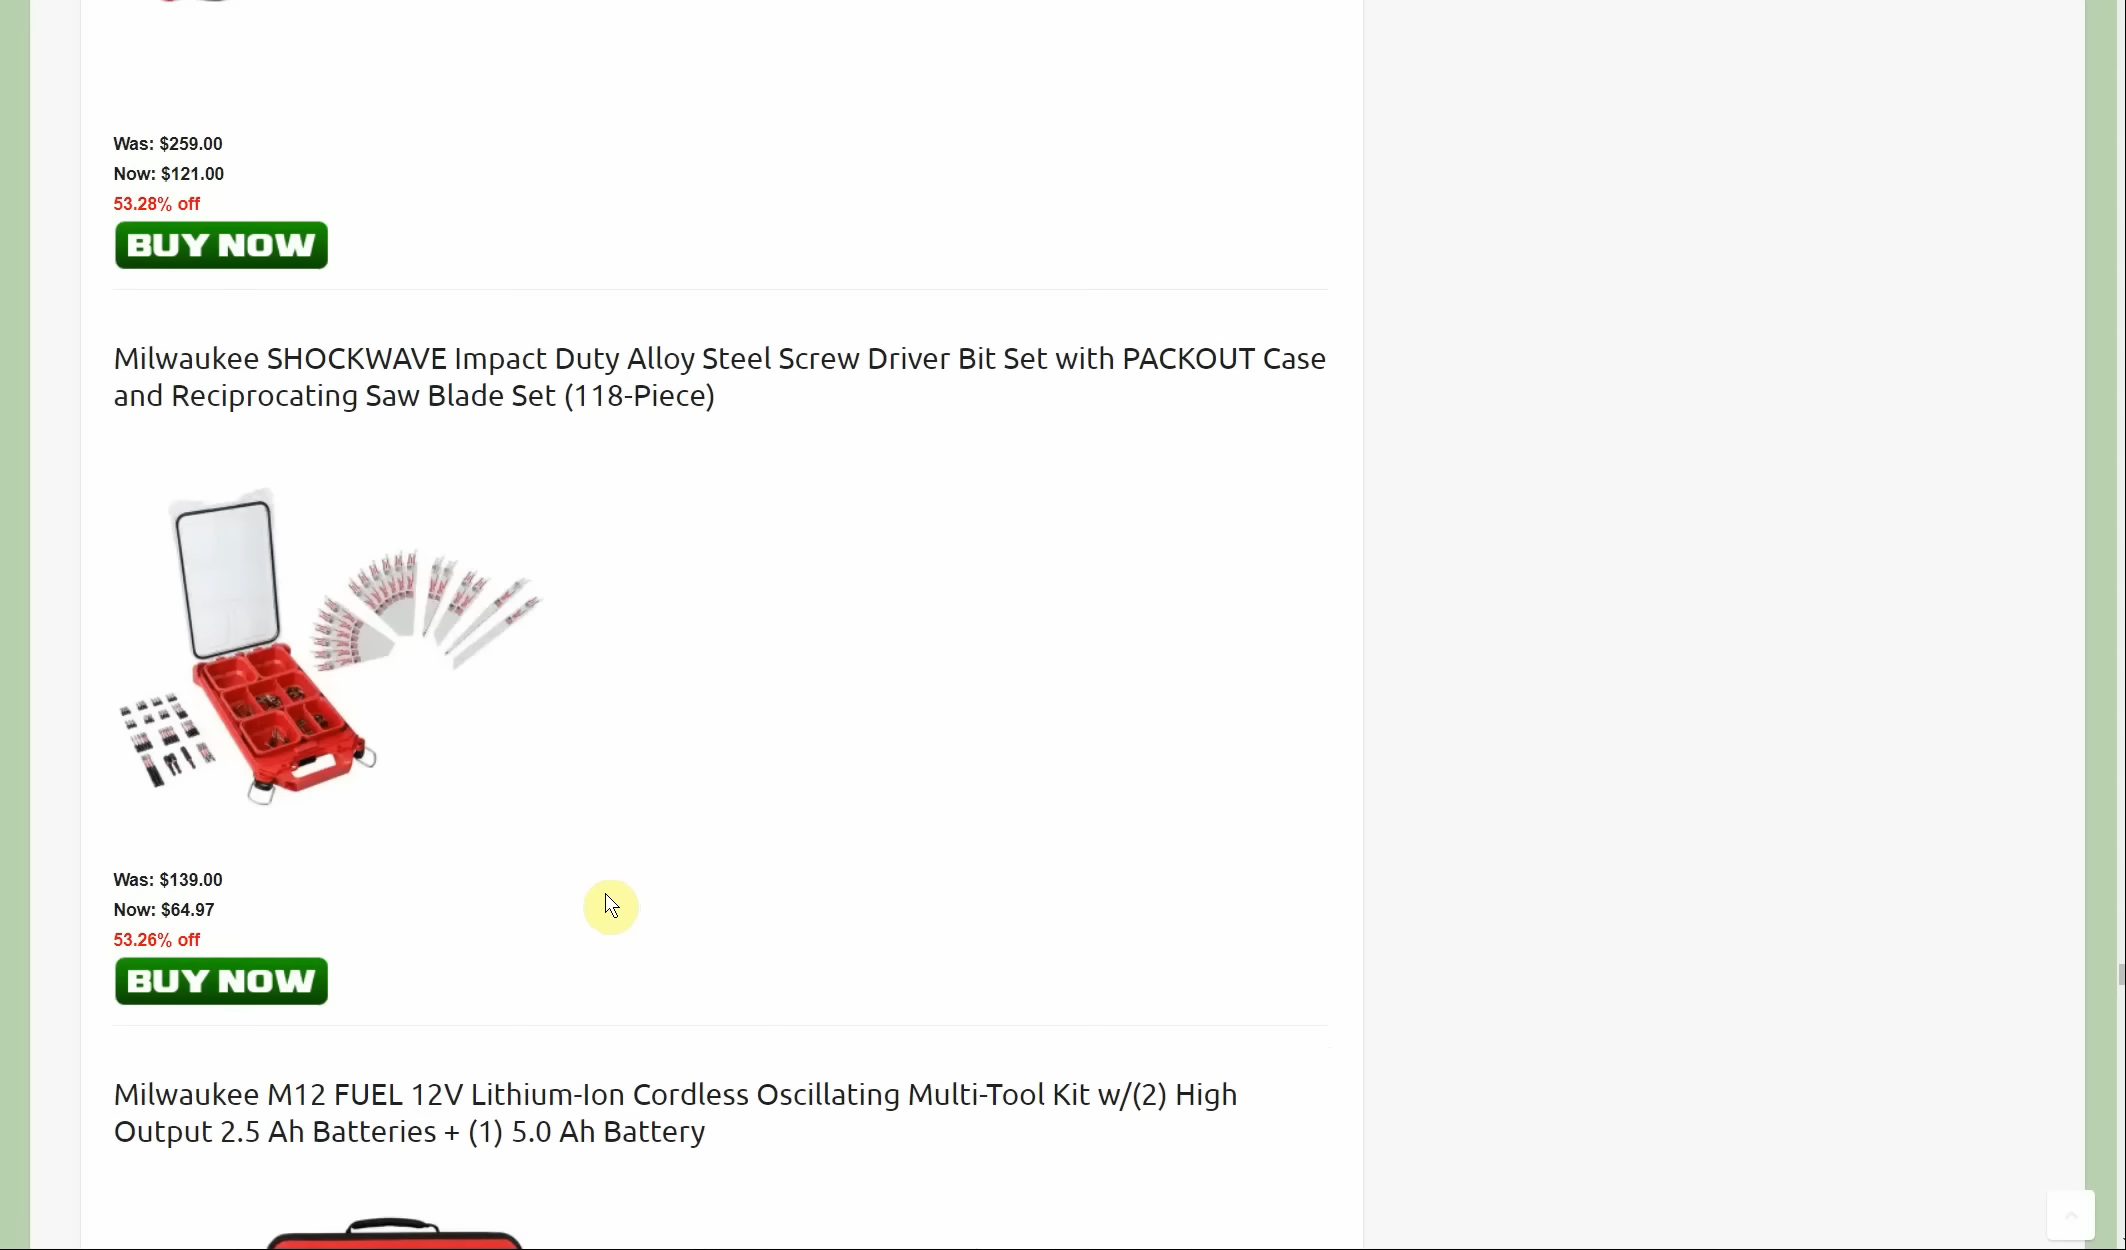 Was: $259.00
Now: $121.00
53.28% off
BUY NOW
Milwaukee SHOCKWAVE Impact Duty Alloy Steel Screw Driver Bit Set with PACKOUT Case
and Reciprocating Saw Blade Set (118-Piece)
Was: $139.00
Now: $64.97
53.26% off
BUY NOW
Milwaukee M12 FUEL 12V Lithium-Ion Cordless Oscillating Multi-Tool Kit w/(2) High
Output 2.5 Ah Batteries + (1) 5.0 Ah Battery